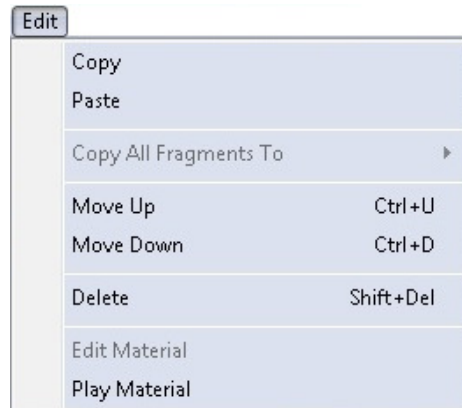 Edit
Copy
Paste
Copy All Fragments To
Move Up Ctrl+U
Move Down Ctrl+D
Delete Shift+Del
Edit Material
Play Material